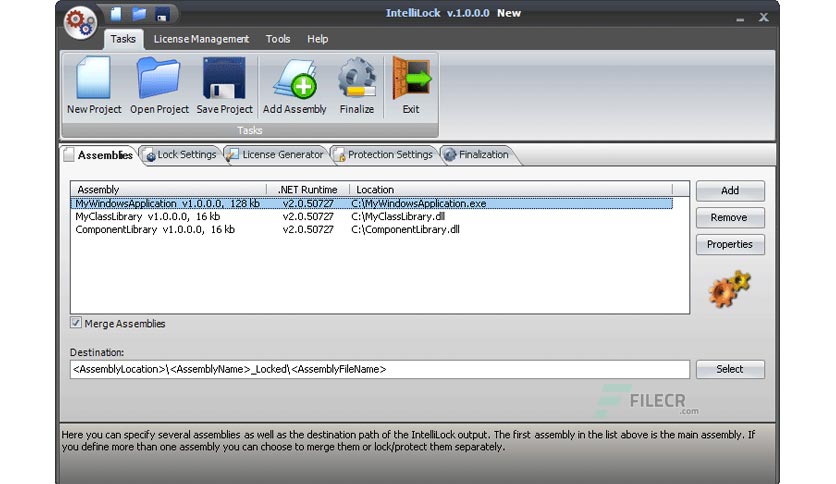 IntelliLock v.1.0.0.0 New
Tasks License Management Tools Help
New Project Open Project Save Project Add Assembly Finalize Exit
Tasks
Assemblies Lock Settings License Generator Protection Settings Finalization
Assembly .NET Runtime Location
MyWindowsApplication v1.0.0.0, 128 kb v2.0.50727 C:\MyWindowsApplication.exe
MyClassLibrary v1.0.0.0, 16 kb v2.0.50727 C:\MyClassLibrary.dll
ComponentLibrary v1.0.0.0, 16 kb v2.0.50727 C:\ComponentLibrary.dll
Add
Remove
Properties
Merge Assemblies
Destination:
<AssemblyLocation>\<AssemblyName>_Locked\<AssemblyFileName>
Select
FILECR
.com
Here you can specify several assemblies as well as the destination path of the IntelliLock output. The first assembly in the list above is the main assembly. If
you define more than one assembly you can choose to merge them or lock/protect them separately.